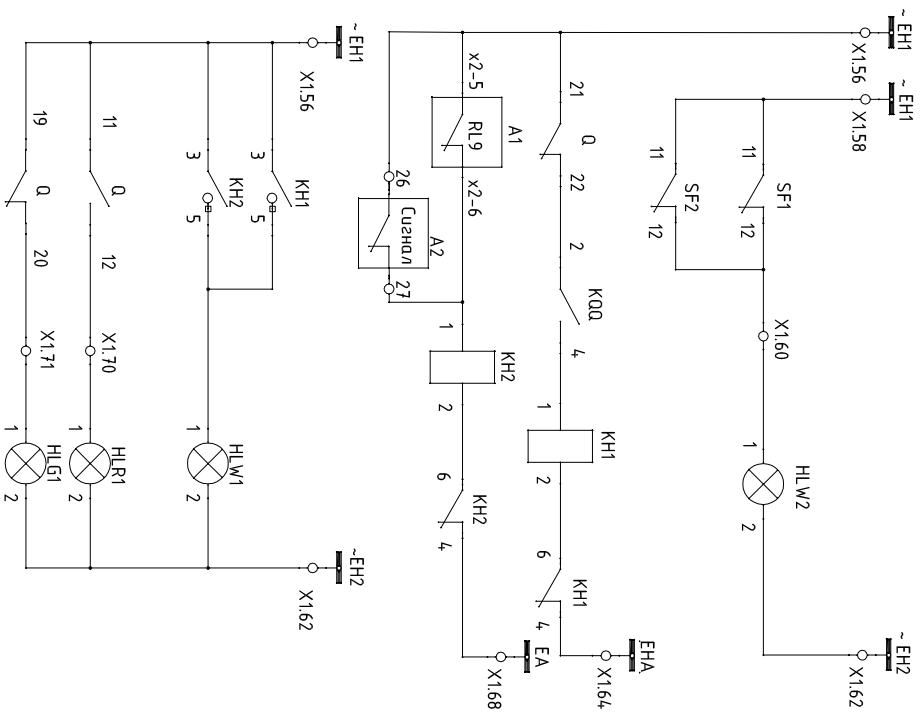 ~ EH1
~ EH1
~ EH2
X1.56
X1.58
X1.62
SF1
11
12
X1.60
HLW2
1
2
SF2
11
12
EHA
X1.64
21
Q
22
2
KQQ
4
1
KH1
2
6
KH1
4
EA
X1.68
A1
x2-5
RL9
x2-6
1
KH2
2
6
KH2
4
A2
26
Сигнал
27
~ EH1
~EH2
X1.56
X1.62
3
KH1
5
3
KH2
5
HLW1
11
Q
12
X1.70
1
HLR1
2
19
Q
20
X1.71
1
HLG1
2